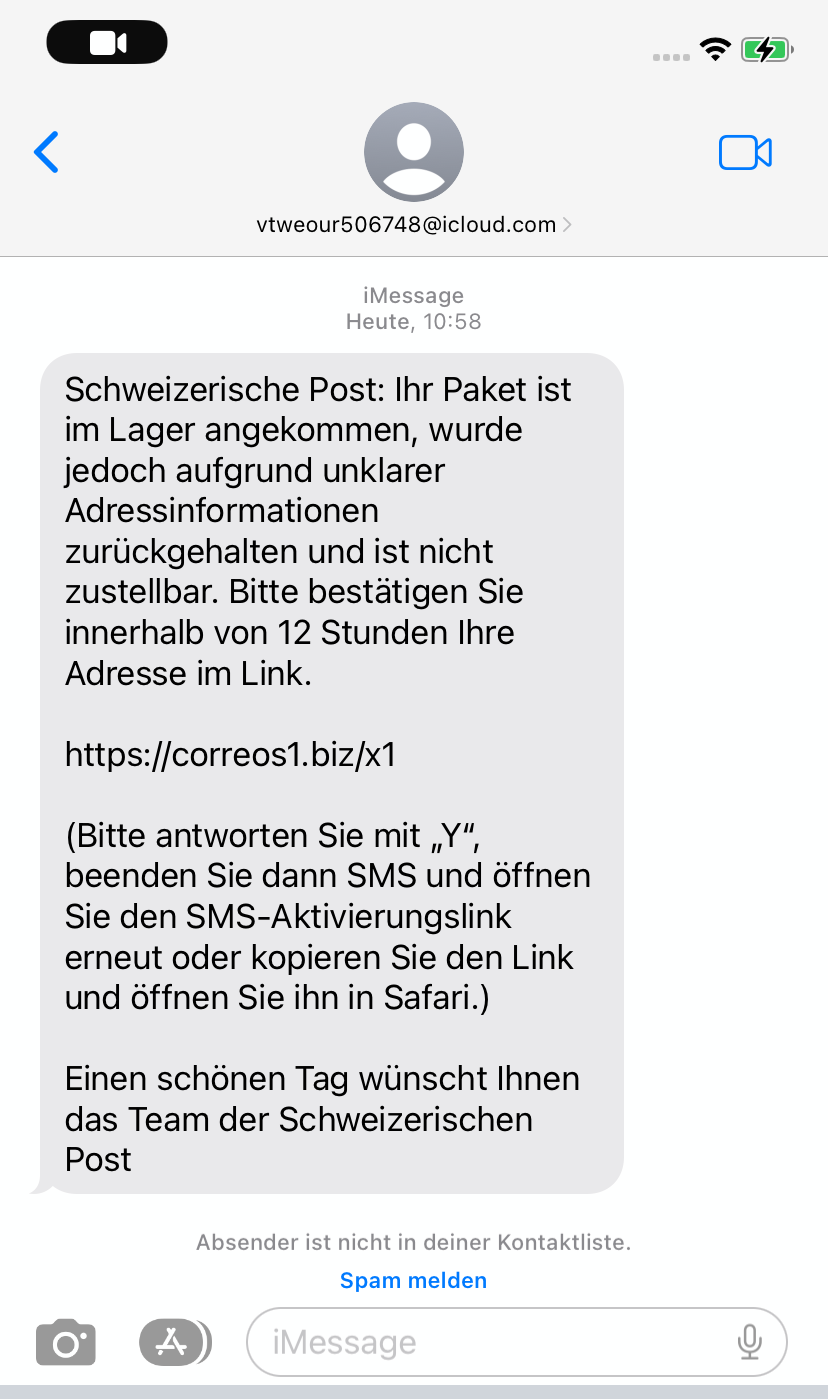 vtweour506748@icloud.com
iMessage
Heute, 10:58
Schweizerische Post: Ihr Paket ist
im Lager angekommen, wurde
jedoch aufgrund unklarer
Adressinformationen
zurückgehalten und ist nicht
zustellbar. Bitte bestätigen Sie
innerhalb von 12 Stunden Ihre
Adresse im Link.
https://correos1.biz/x1
(Bitte antworten Sie mit „Y“,
beenden Sie dann SMS und öffnen
Sie den SMS-Aktivierungslink
erneut oder kopieren Sie den Link
und öffnen Sie ihn in Safari.)
Einen schönen Tag wünscht Ihnen
das Team der Schweizerischen
Post
Absender ist nicht in deiner Kontaktliste.
Spam melden
iMessage